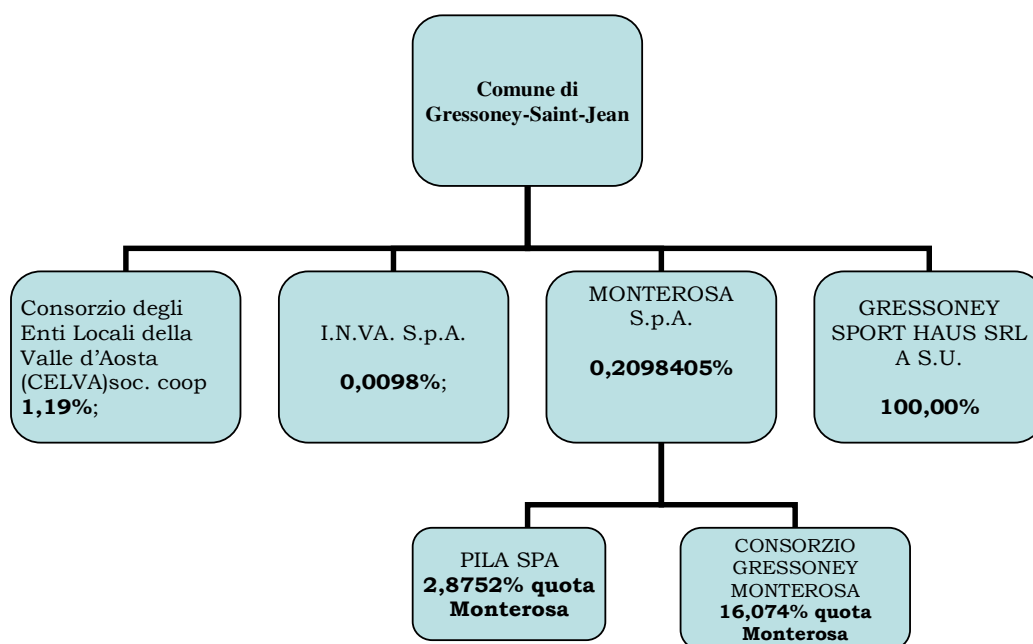 Comune di
Gressoney-Saint-Jean
Consorzio degli
Enti Locali della
Valle d'Aosta
(CELVA)soc. coop
1,19%;
I.N.VA. S.p.A.
0,0098%;
MONTEROSA
S.p.A.
0,2098405%
GRESSONEY
SPORT HAUS SRL
A S.U.
100,00%
PILA SPA
2,8752% quota
Monterosa
CONSORZIO
GRESSONEY
MONTEROSA
16,074% quota
Monterosa